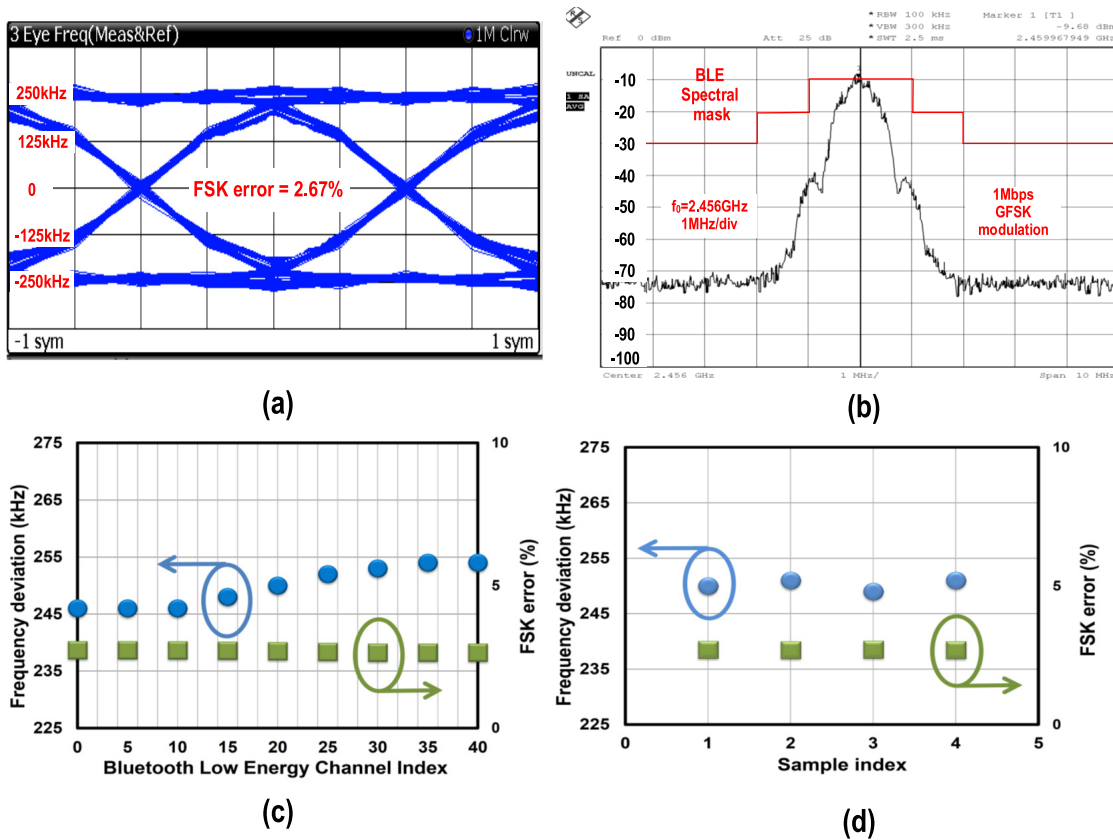 3 Eye Freq(Meas&Ref)
1M Clrw
250kHz
125kHz
0
FSK error = 2.67%
-125kHz
-250kHz
-1 sym
1 sym
(a)
* RBW 100 kHz
Marker 1 [T1 ]
* VBW 300 kHz
-9.68 dBm
Ref 0 dBm
Att 25 dB
* SWT 2.5 ms
2.459967949 GHz
UNCAL
1 SA
AVG
BLE
Spectral
mask
-10
-20
-30
-40
-50
-60
-70
-80
-90
-100
f₀=2.456GHz
1MHz/div
1Mbps
GFSK
modulation
Center 2.456 GHz
1 MHz/
Span 10 MHz
(b)
Frequency deviation (kHz)
275
265
255
245
235
225
10
5
0
FSK error (%)
0 5 10 15 20 25 30 35 40
Bluetooth Low Energy Channel Index
(c)
Frequency deviation (kHz)
275
265
255
245
235
225
10
5
0
FSK error (%)
0 1 2 3 4 5
Sample index
(d)